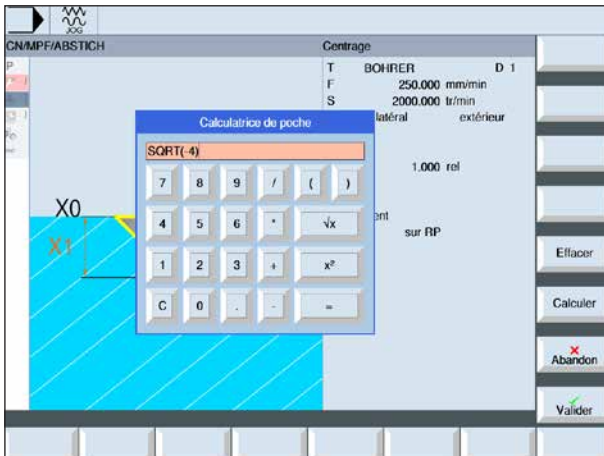 JOG
CN/MPF/ABSTICH
Centrage
P
T BOHRER D 1
F 250.000 mm/min
S 2000.000 tr/min
latéral extérieur
1.000 rel
ent
sur RP
Calculatrice de poche
SQRT(-4)
7 8 9 / ( )
4 5 6 * √x
1 2 3 + x²
C 0 . - =
X0
X1
Effacer
Calculer
Abandon
Valider